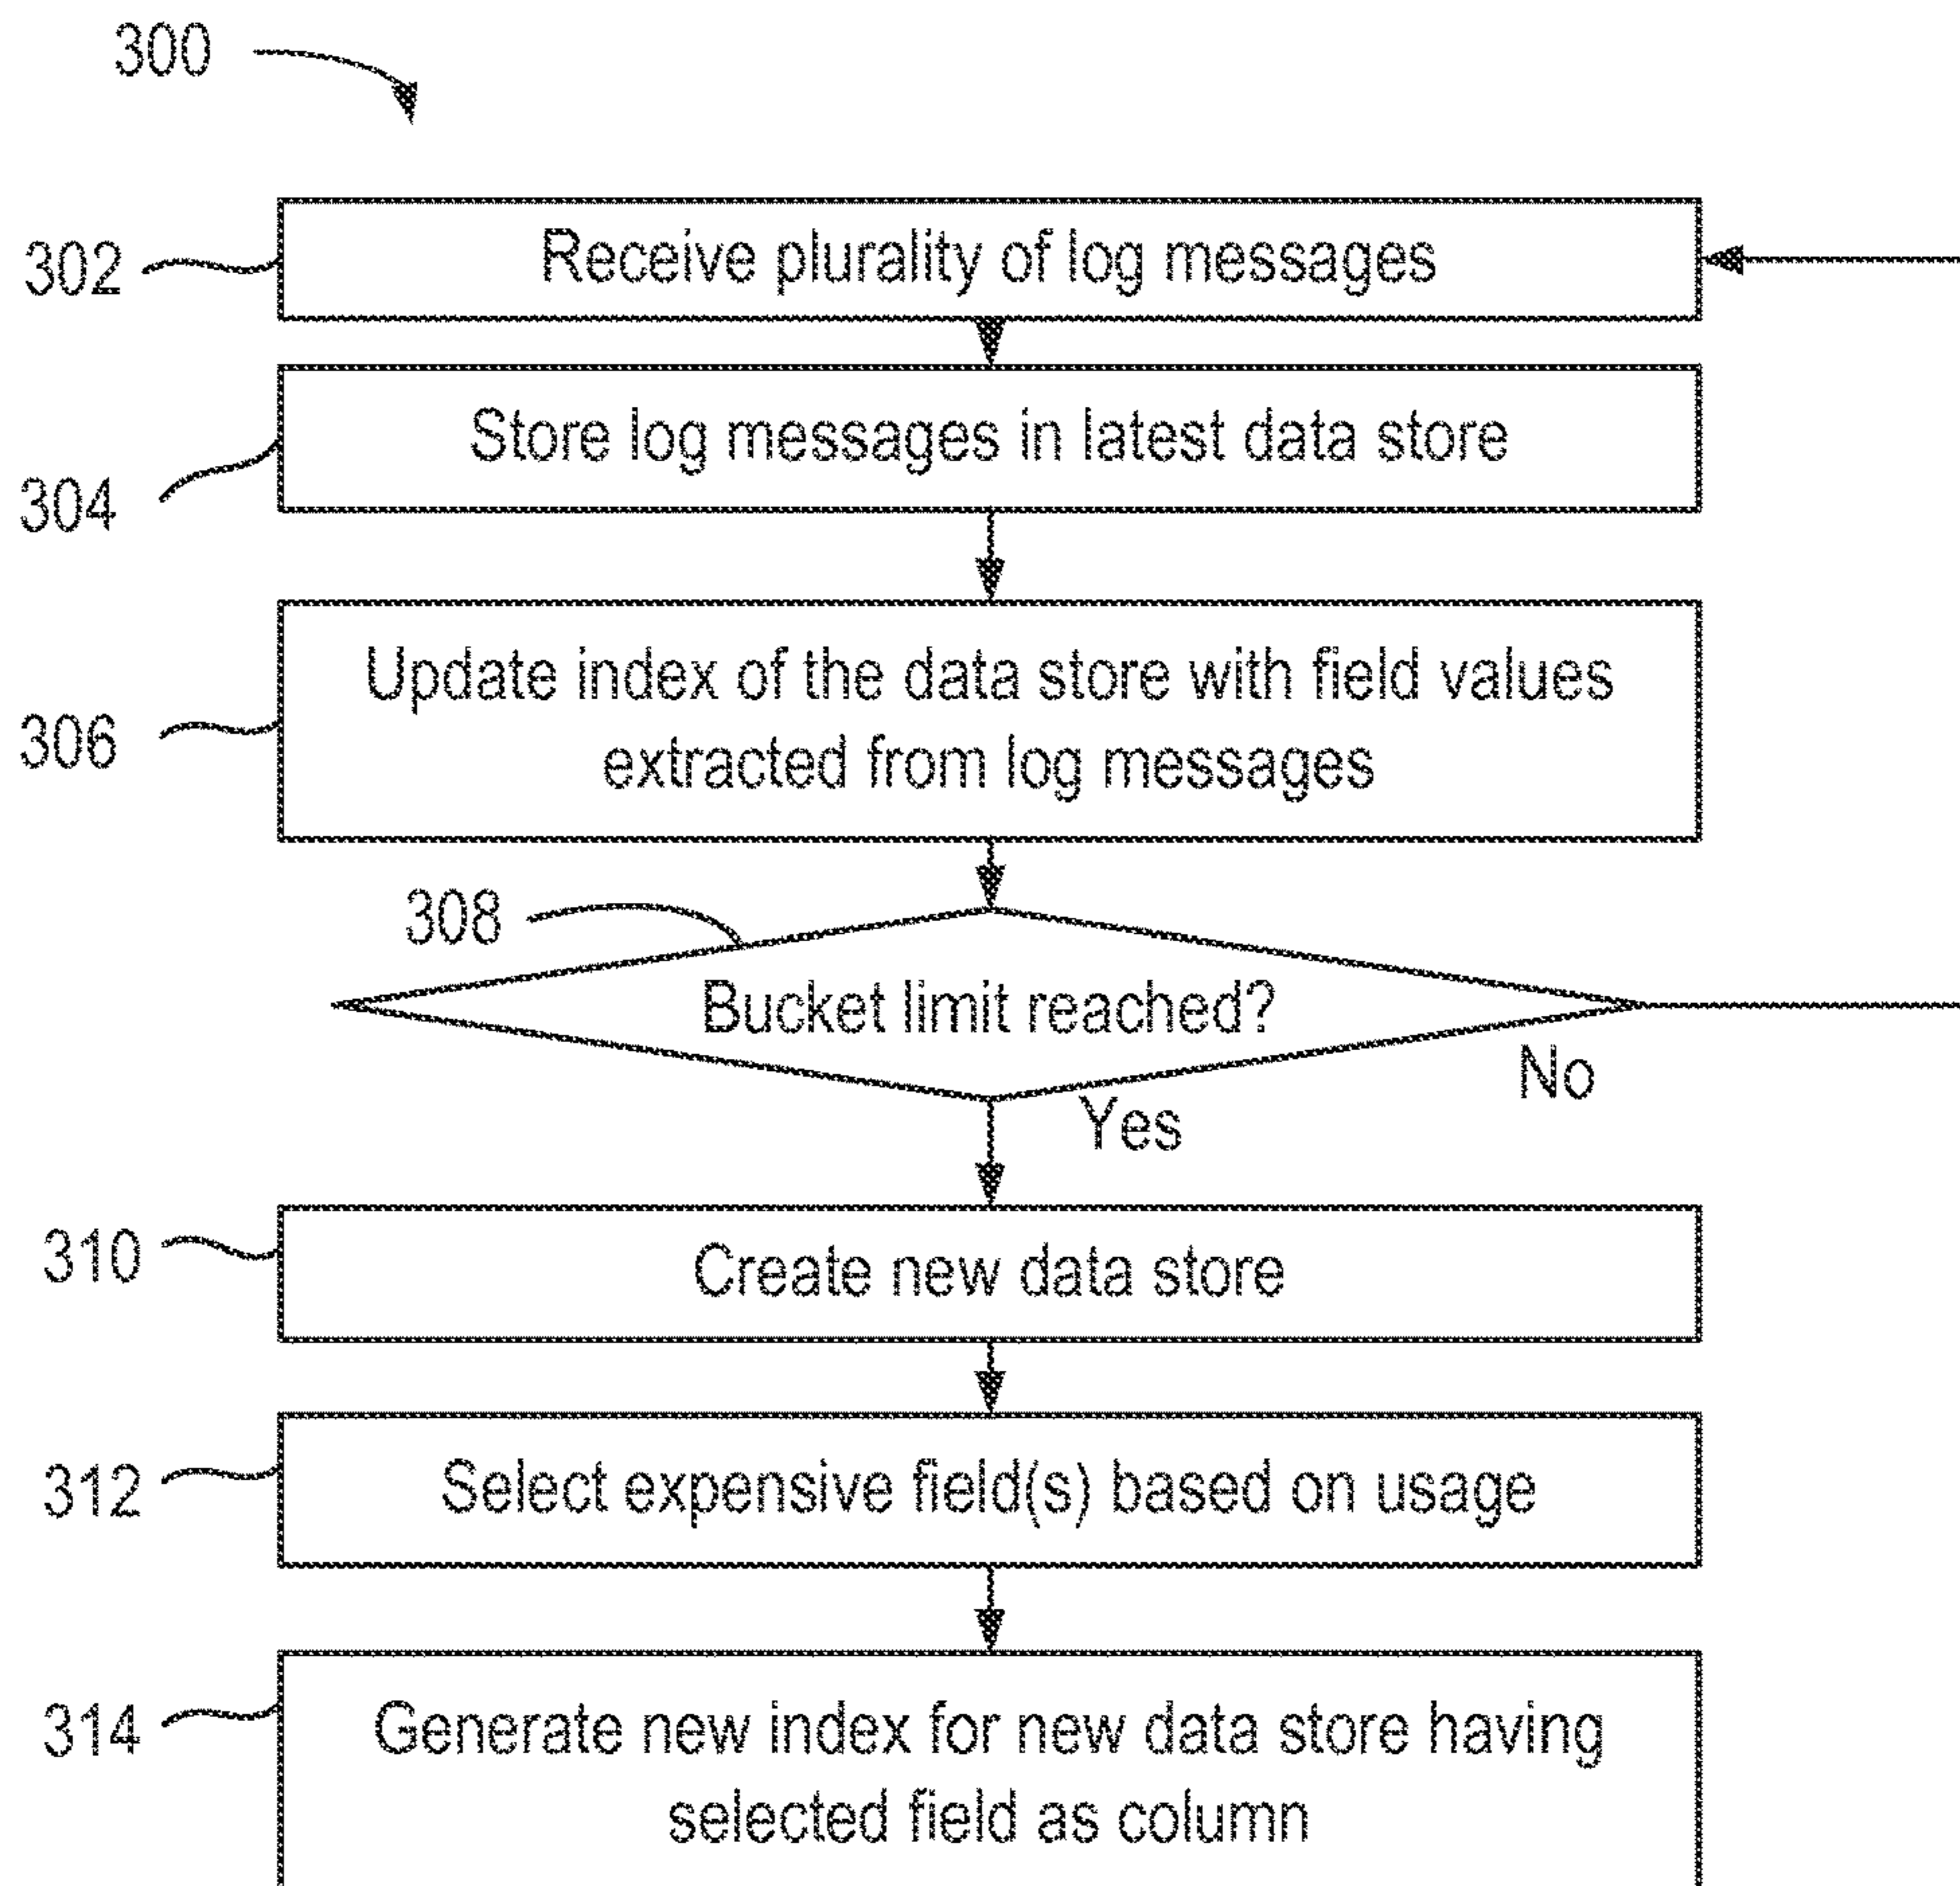 300
302
Receive plurality of log messages
304
Store log messages in latest data store
306
Update index of the data store with field values
extracted from log messages
308
Bucket limit reached?
No
Yes
310
Create new data store
312
Select expensive field(s) based on usage
314
Generate new index for new data store having
selected field as column